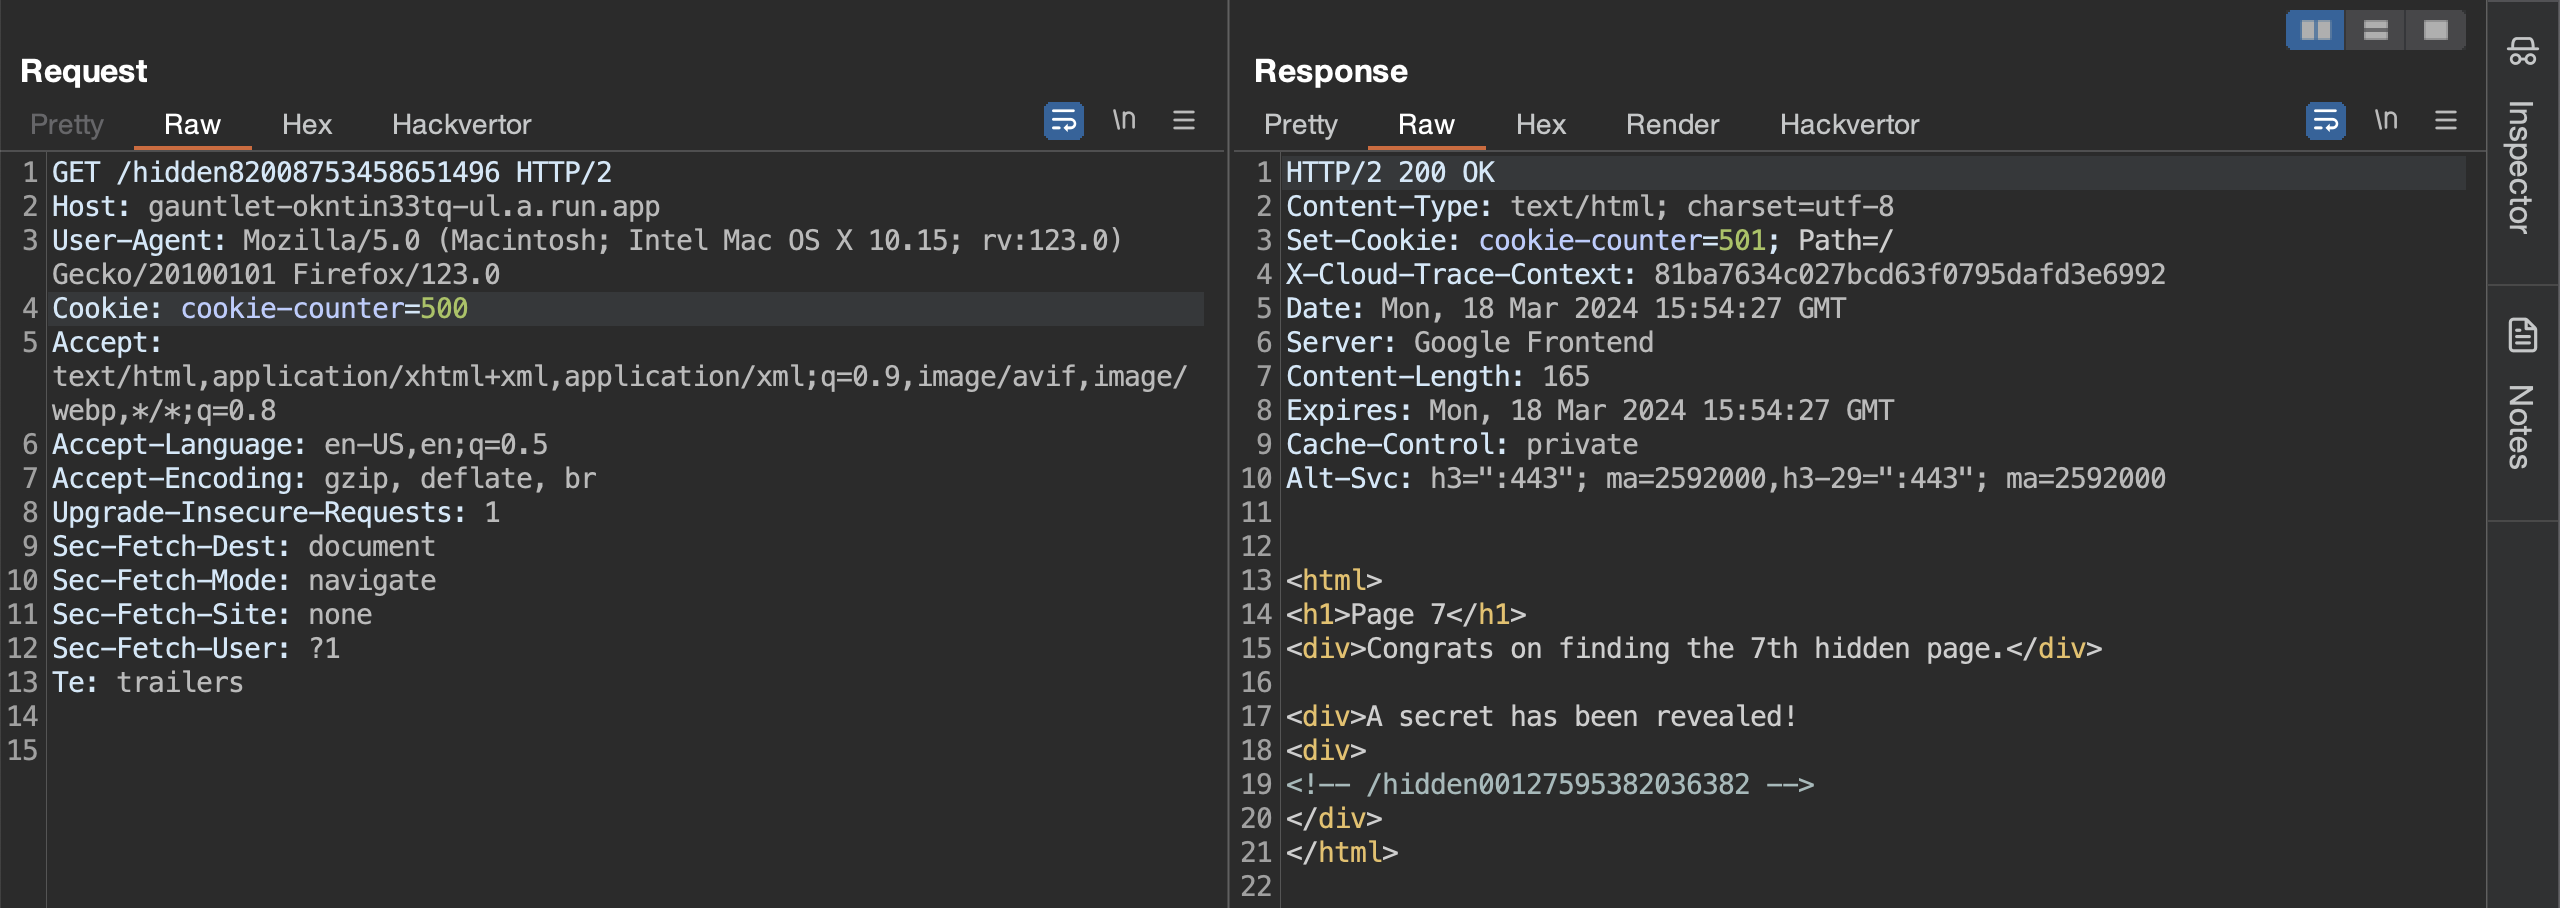 Request
Pretty Raw Hex Hackvertor \n
1 GET /hidden82008753458651496 HTTP/2
2 Host: gauntlet-okntin33tq-ul.a.run.app
3 User-Agent: Mozilla/5.0 (Macintosh; Intel Mac OS X 10.15; rv:123.0)
Gecko/20100101 Firefox/123.0
4 Cookie: cookie-counter=500
5 Accept:
text/html,application/xhtml+xml,application/xml;q=0.9,image/avif,image/
webp,*/*;q=0.8
6 Accept-Language: en-US,en;q=0.5
7 Accept-Encoding: gzip, deflate, br
8 Upgrade-Insecure-Requests: 1
9 Sec-Fetch-Dest: document
10 Sec-Fetch-Mode: navigate
11 Sec-Fetch-Site: none
12 Sec-Fetch-User: ?1
13 Te: trailers
14
15
Response
Pretty Raw Hex Render Hackvertor \n
1 HTTP/2 200 OK
2 Content-Type: text/html; charset=utf-8
3 Set-Cookie: cookie-counter=501; Path=/
4 X-Cloud-Trace-Context: 81ba7634c027bcd63f0795dafd3e6992
5 Date: Mon, 18 Mar 2024 15:54:27 GMT
6 Server: Google Frontend
7 Content-Length: 165
8 Expires: Mon, 18 Mar 2024 15:54:27 GMT
9 Cache-Control: private
10 Alt-Svc: h3=":443"; ma=2592000,h3-29=":443"; ma=2592000
11
12
13 <html>
14 <h1>Page 7</h1>
15 <div>Congrats on finding the 7th hidden page.</div>
16
17 <div>A secret has been revealed!
18 <div>
19 <!-- /hidden00127595382036382 -->
20 </div>
21 </html>
22
Inspector
Notes